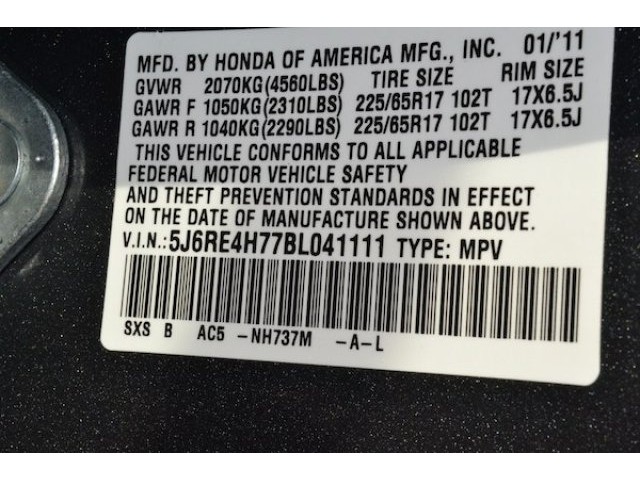 MFD. BY HONDA OF AMERICA MFG., INC. 01/'11
GVWR 2070KG(4560LBS) TIRE SIZE RIM SIZE
GAWR F 1050KG(2310LBS) 225/65R17 102T 17X6.5J
GAWR R 1040KG(2290LBS) 225/65R17 102T 17X6.5J
THIS VEHICLE CONFORMS TO ALL APPLICABLE
FEDERAL MOTOR VEHICLE SAFETY
AND THEFT PREVENTION STANDARDS IN EFFECT
ON THE DATE OF MANUFACTURE SHOWN ABOVE.
V.I.N.: 5J6RE4H77BL041111 TYPE: MPV
SXS B AC5 -NH737M -A-L